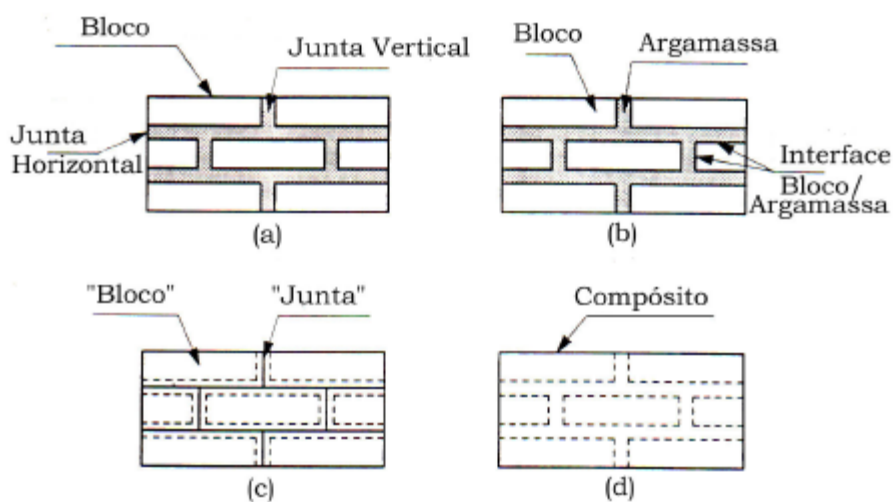 Bloco
Junta Vertical
Junta
Horizontal
(a)
Bloco
Argamassa
Interface
Bloco/
Argamassa
(b)
"Bloco"
"Junta"
(c)
Compósito
(d)